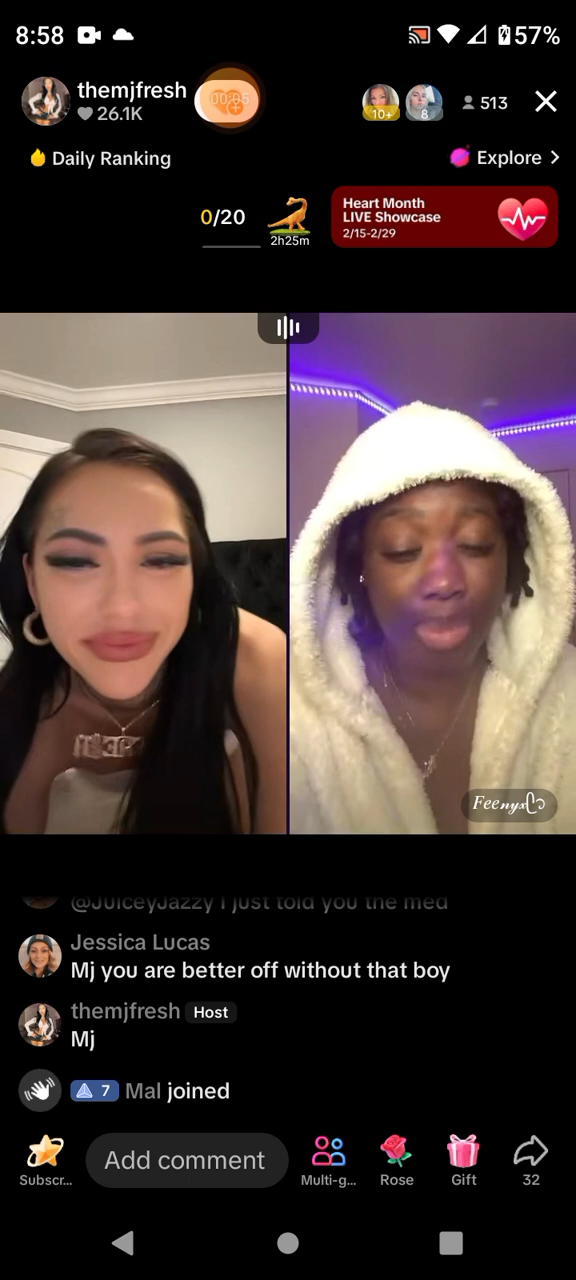 8:58
57%
themjfresh
26.1K
00:05
10+
8
513
Daily Ranking
Explore
0/20
2h25m
Heart Month
LIVE Showcase
2/15-2/29
Feenyx
@JuiceyJazzy I just told you the med
Jessica Lucas
Mj you are better off without that boy
themjfresh Host
Mj
7 Mal joined
Subscr...
Add comment
Multi-g...
Rose
Gift
32